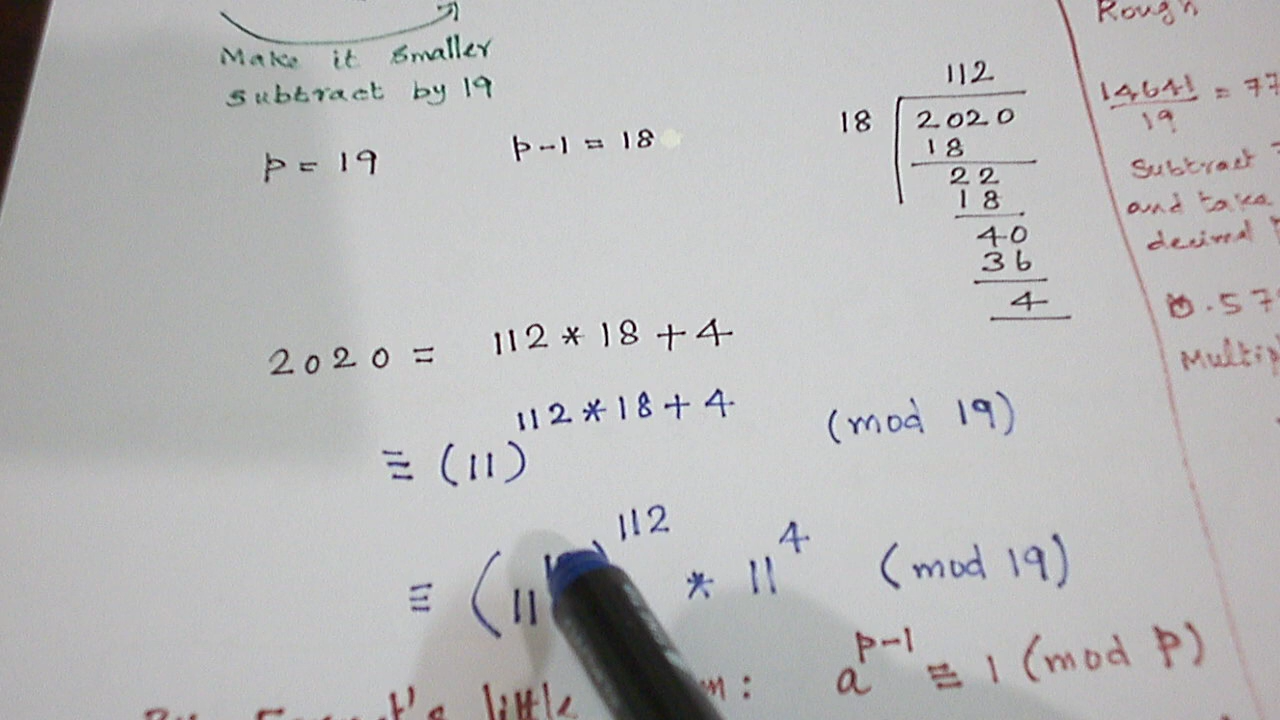 Make it smaller
subtract by 19
p = 19
p-1 = 18
112
18 2020
18
22
18
40
36
4
2020 = 112 * 18 + 4
≡ (11)^112*18+4 (mod 19)
≡ (11 )^112 * 11^4 (mod 19)
little : a^p-1 ≡ 1 (mod p)
Rough
14641/19 = 77
Subtract
and take
decimal
0.57